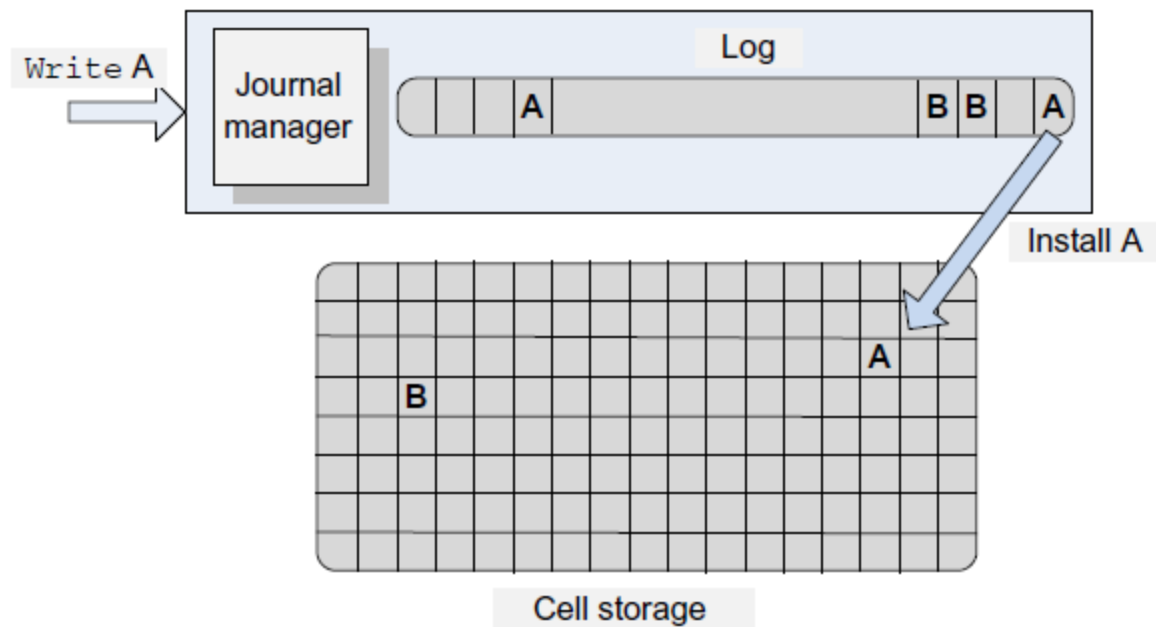 Log
Write A
Journal
manager
A B B A
Install A
A
B
Cell storage